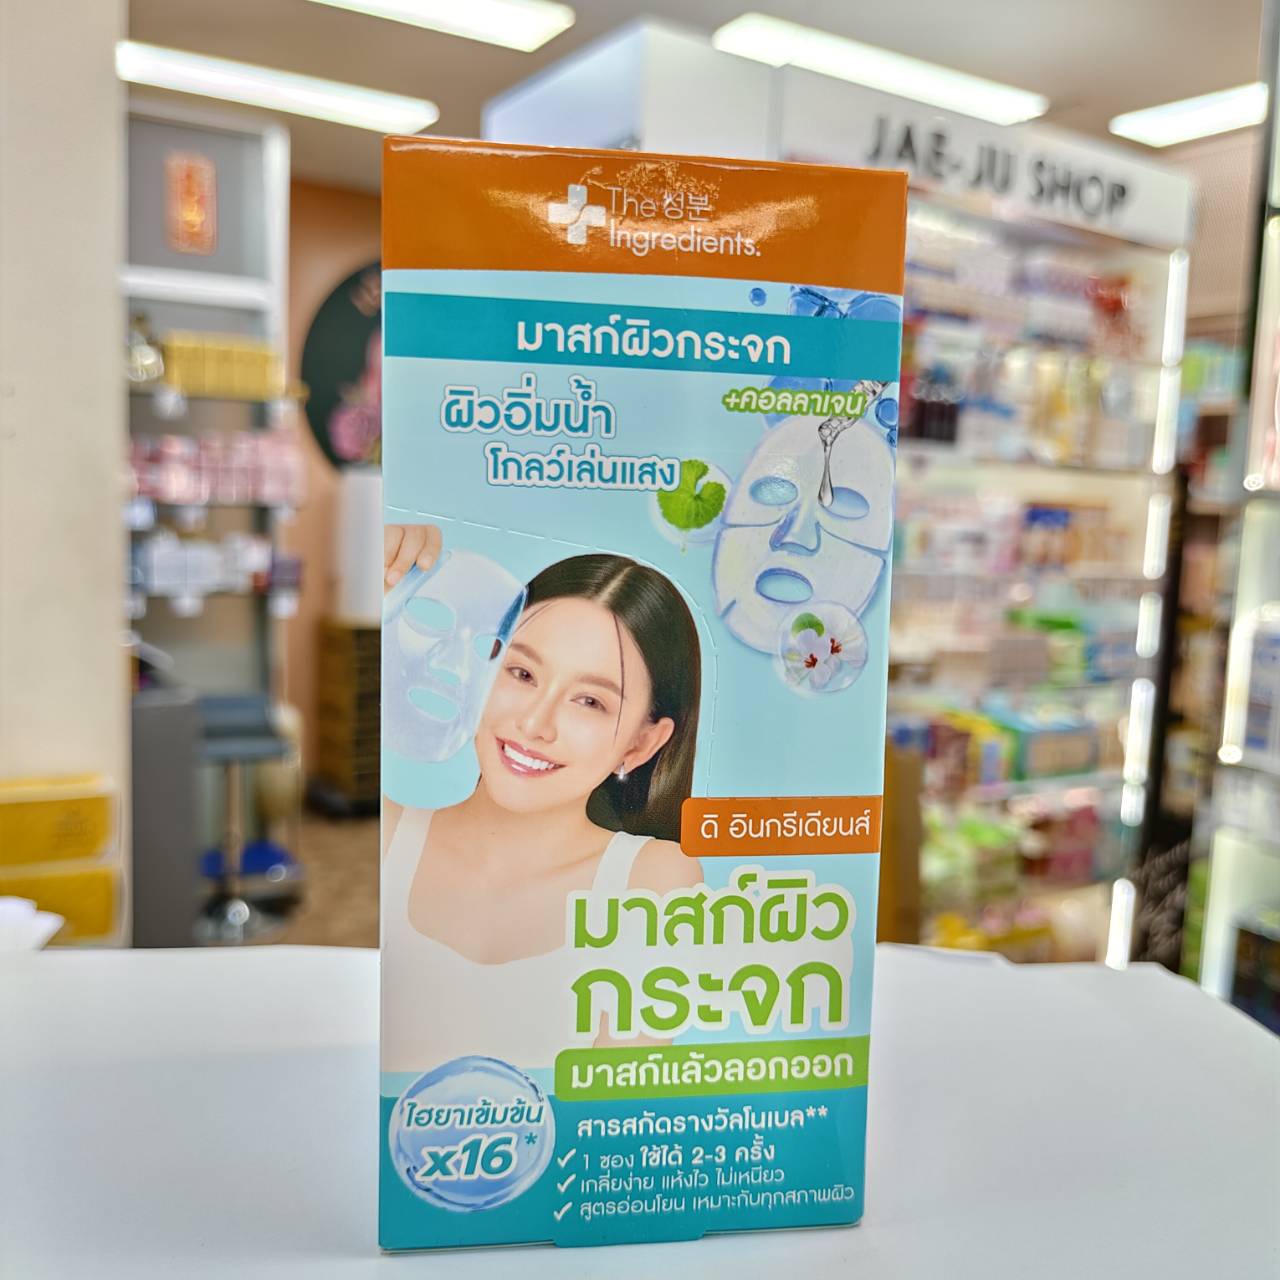 JAE-JU SHOP
The 성분
Ingredients.
มาสก์ผิวกระจก
+คอลลาเจน
ผิวอิ่มน้ำ
โกลว์เล่นแสง
ดิ อินกรีเดียนส์
มาสก์ผิว
กระจก
มาสก์แล้วลอกออก
ไฮยาเข้มข้น
x16*
สารสกัดรางวัลโนเบล**
1 ซอง ใช้ได้ 2-3 ครั้ง
เกลี่ยง่าย แห้งไว ไม่เหนียว
สูตรอ่อนโยน เหมาะกับทุกสภาพผิว